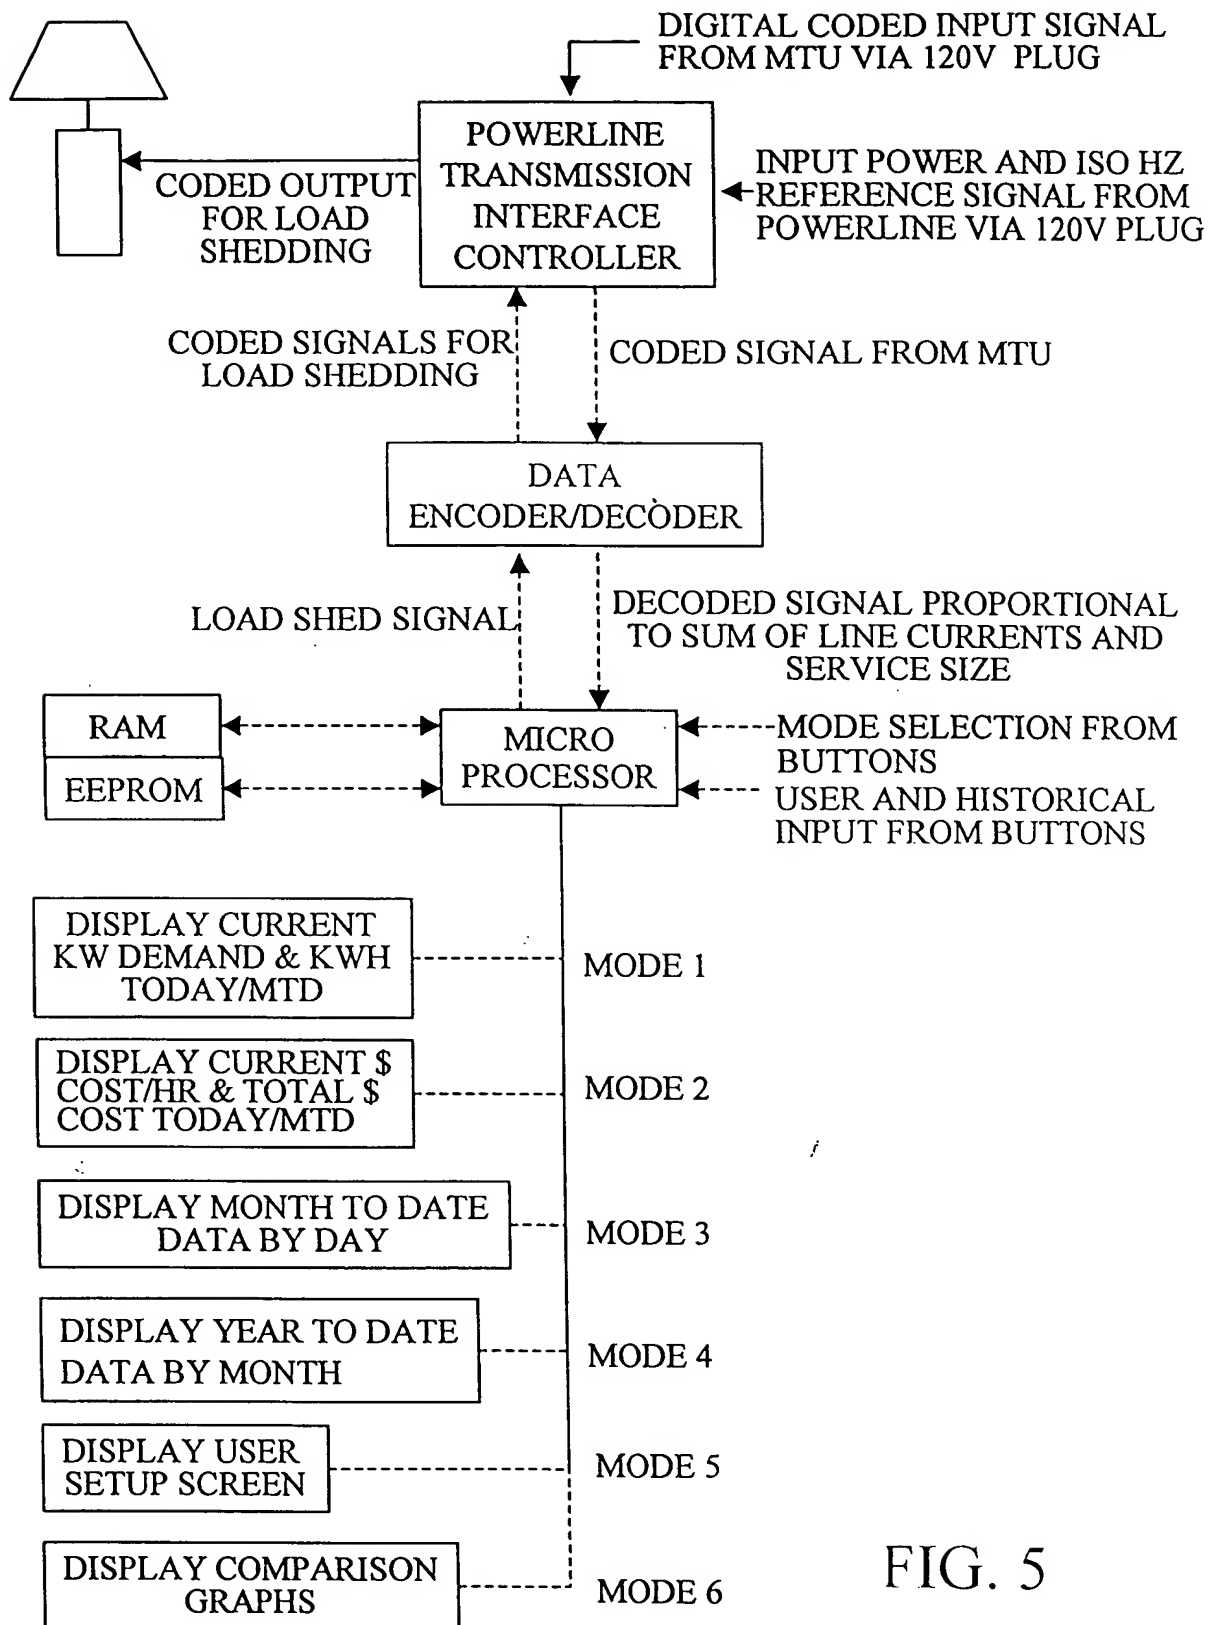 DIGITAL CODED INPUT SIGNAL
FROM MTU VIA 120V PLUG
POWERLINE
TRANSMISSION
INTERFACE
CONTROLLER
INPUT POWER AND ISO HZ
REFERENCE SIGNAL FROM
POWERLINE VIA 120V PLUG
CODED OUTPUT
FOR LOAD
SHEDDING
CODED SIGNALS FOR
LOAD SHEDDING
CODED SIGNAL FROM MTU
DATA
ENCODER/DECÒDER
LOAD SHED SIGNAL
DECODED SIGNAL PROPORTIONAL
TO SUM OF LINE CURRENTS AND
SERVICE SIZE
RAM
EEPROM
MICRO
PROCESSOR
MODE SELECTION FROM
BUTTONS
USER AND HISTORICAL
INPUT FROM BUTTONS
DISPLAY CURRENT
KW DEMAND & KWH
TODAY/MTD
MODE 1
DISPLAY CURRENT $
COST/HR & TOTAL $
COST TODAY/MTD
MODE 2
DISPLAY MONTH TO DATE
DATA BY DAY
MODE 3
DISPLAY YEAR TO DATE
DATA BY MONTH
MODE 4
DISPLAY USER
SETUP SCREEN
MODE 5
DISPLAY COMPARISON
GRAPHS
MODE 6
FIG. 5